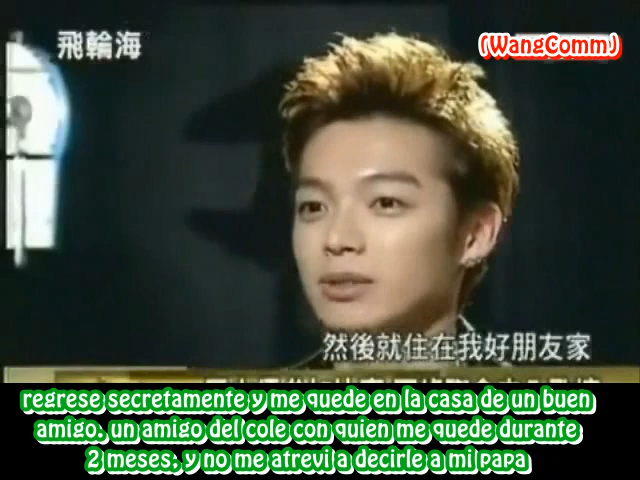 飛輪海
(WangComm)
然後就住在我好朋友家
regrese secretamente y me quede en la casa de un buen
amigo. un amigo del cole con quien me quede durante
2 meses, y no me atrevi a decirle a mi papa